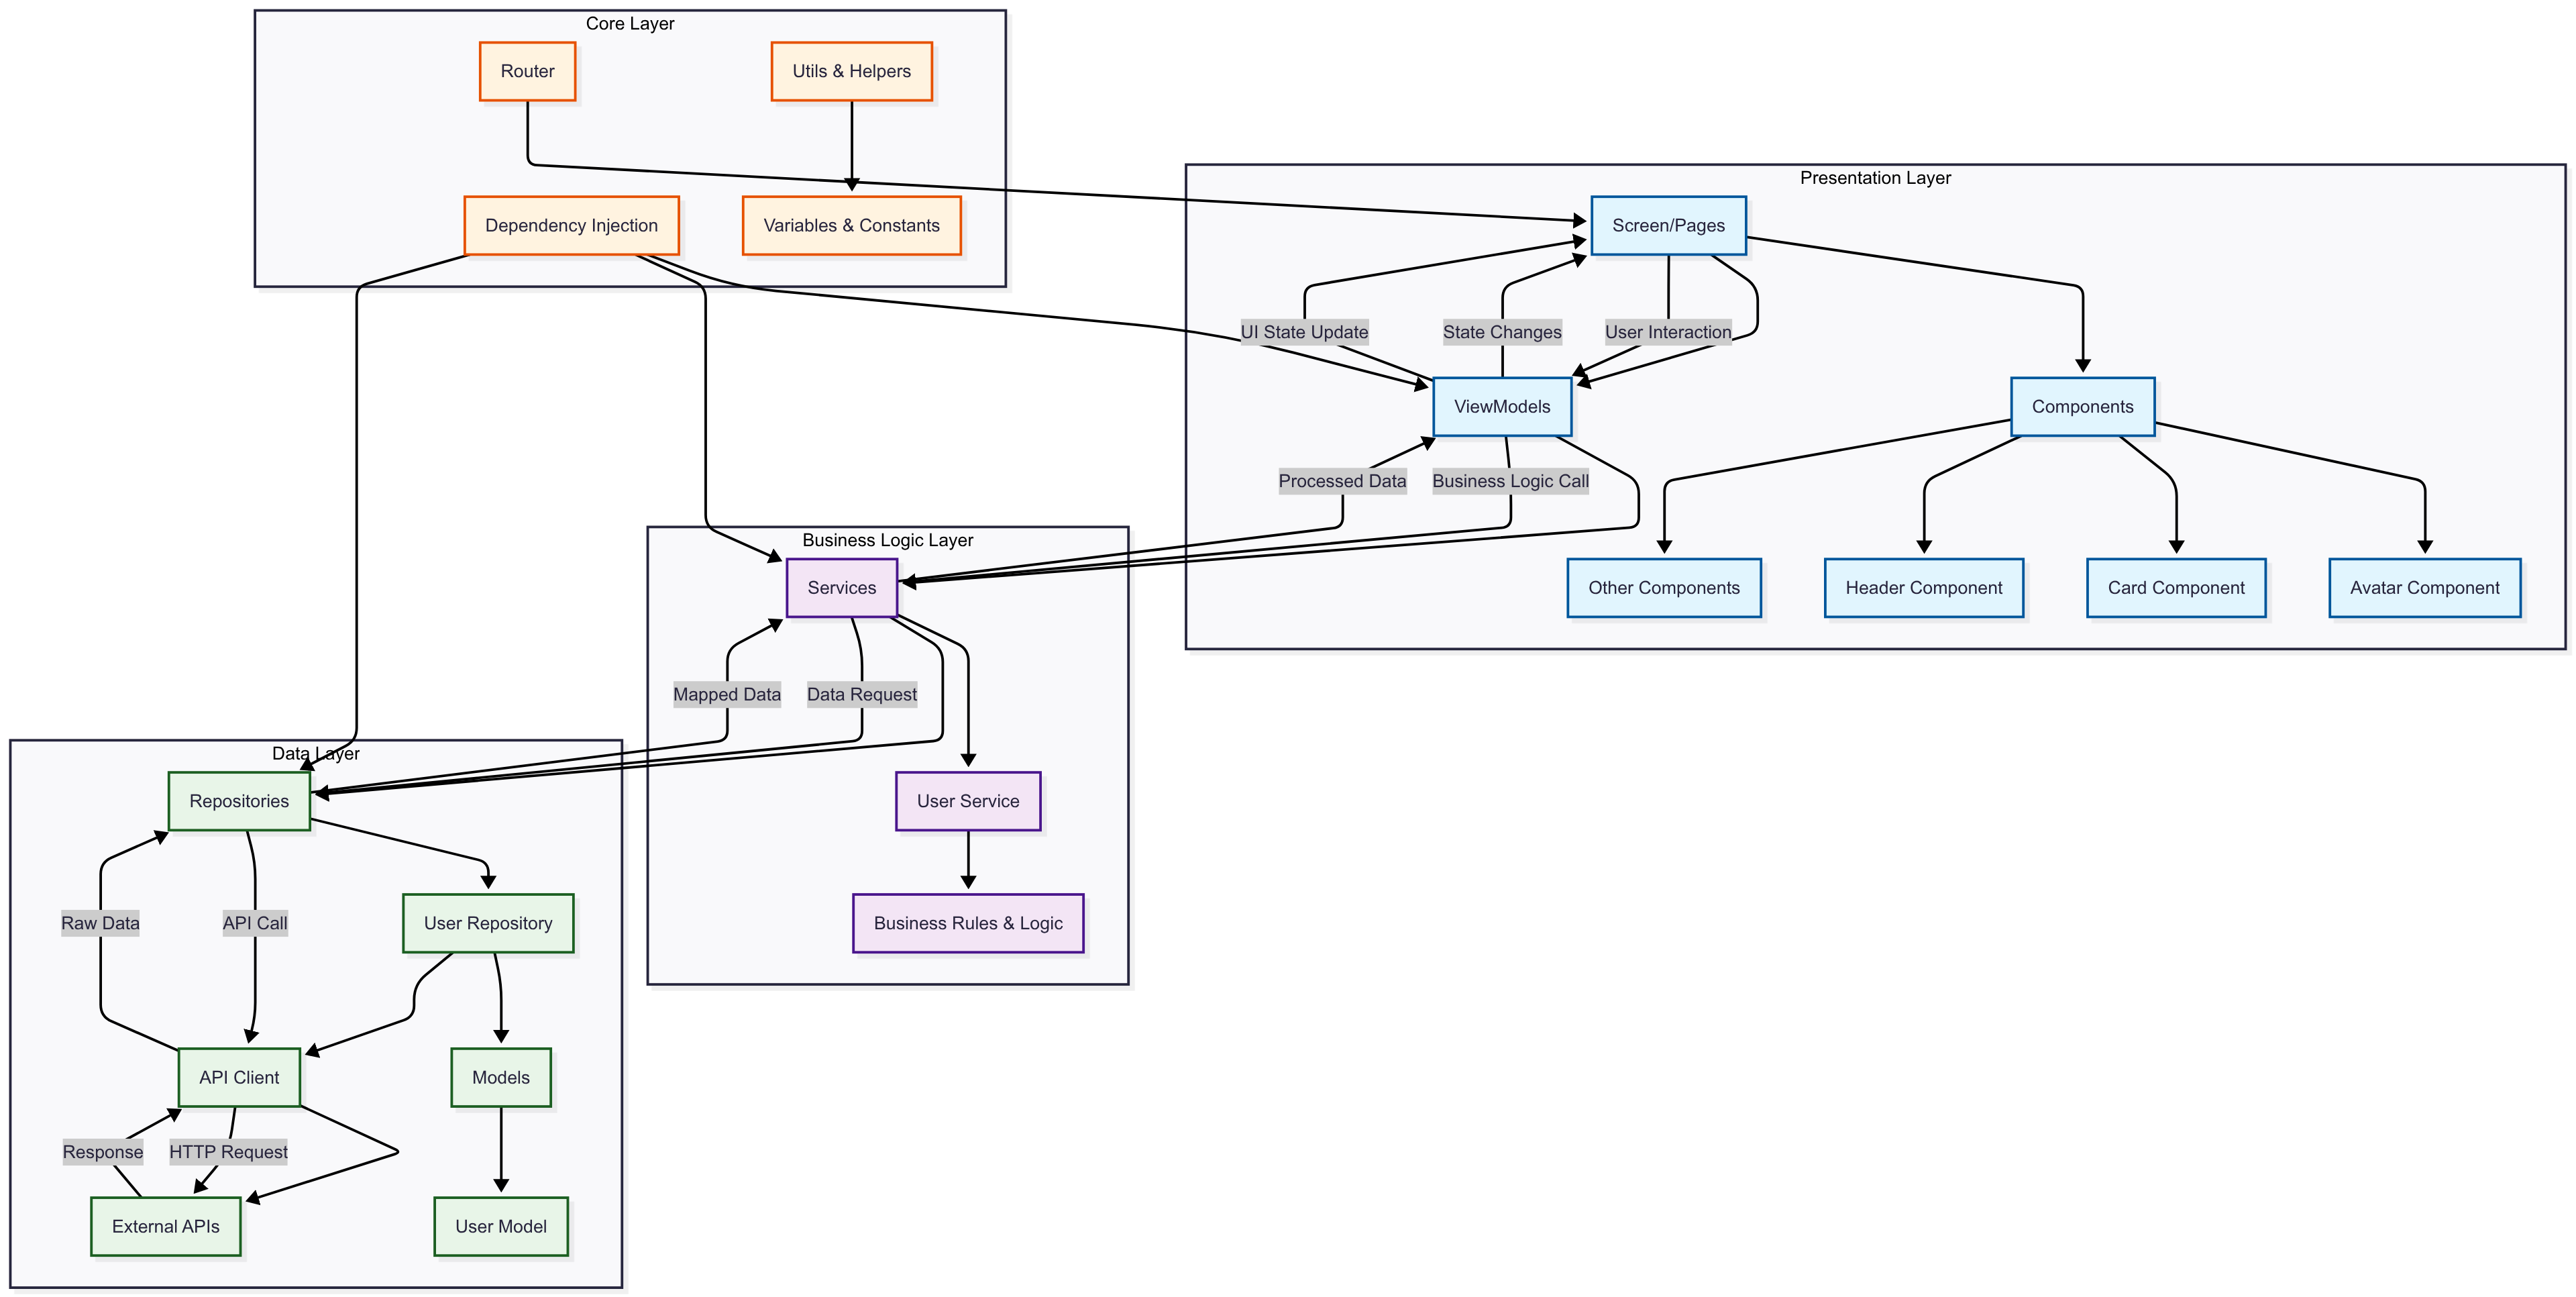 Core Layer
Router
Utils & Helpers
Dependency Injection
Variables & Constants
Presentation Layer
Screen/Pages
UI State Update
State Changes
User Interaction
ViewModels
Components
Processed Data
Business Logic Call
Other Components
Header Component
Card Component
Avatar Component
Business Logic Layer
Services
Mapped Data
Data Request
User Service
Business Rules & Logic
Data Layer
Repositories
Raw Data
API Call
User Repository
API Client
Models
Response
HTTP Request
External APIs
User Model